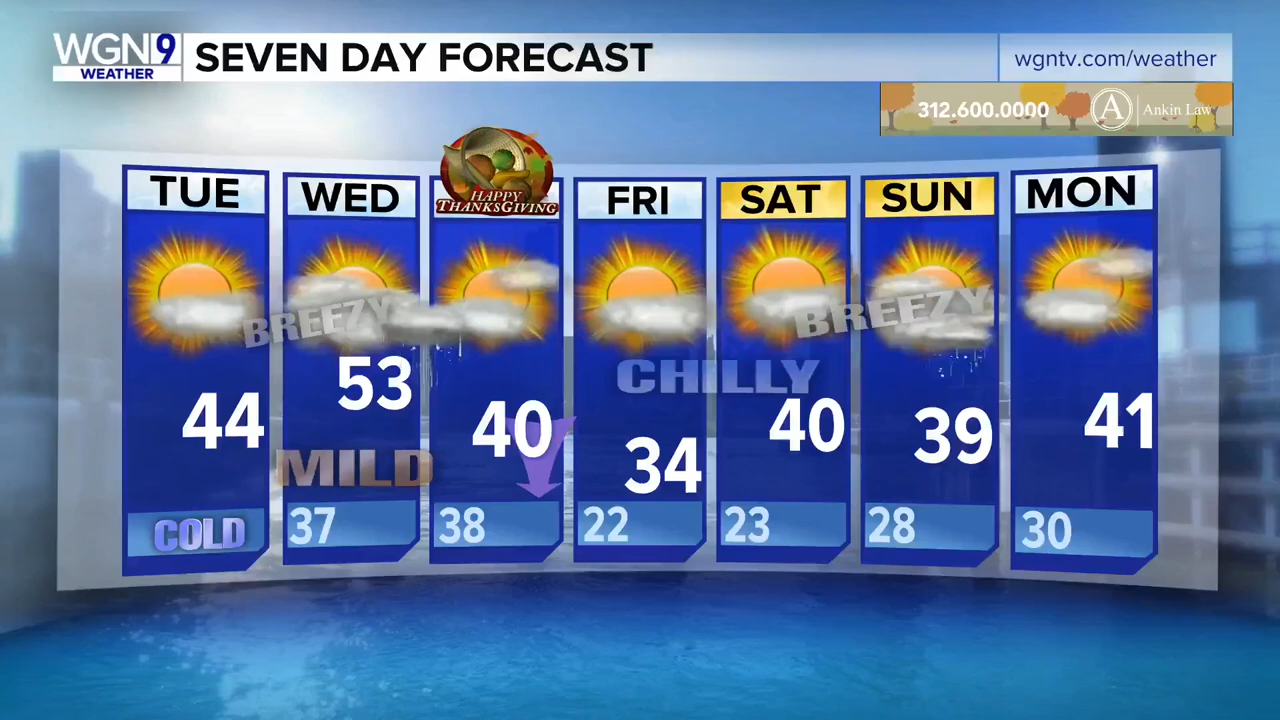 WGN 9
WEATHER
SEVEN DAY FORECAST
wgntv.com/weather
312.600.0000
A
Ankin Law
TUE
WED
HAPPY
THANKSGIVING
FRI
SAT
SUN
MON
BREEZY
BREEZY
CHILLY
MILD
44
53
40
34
40
39
41
COLD
37
38
22
23
28
30